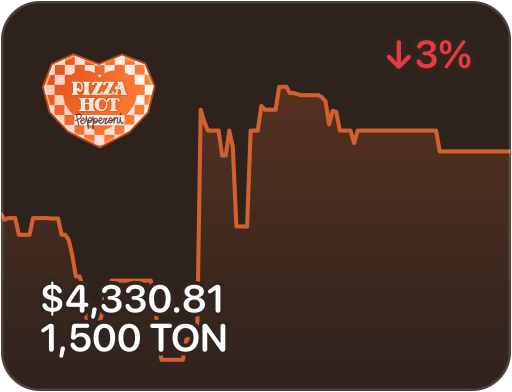 ↓3%
PIZZA
HOT
Pepperoni
$4,330.81
1,500 TON